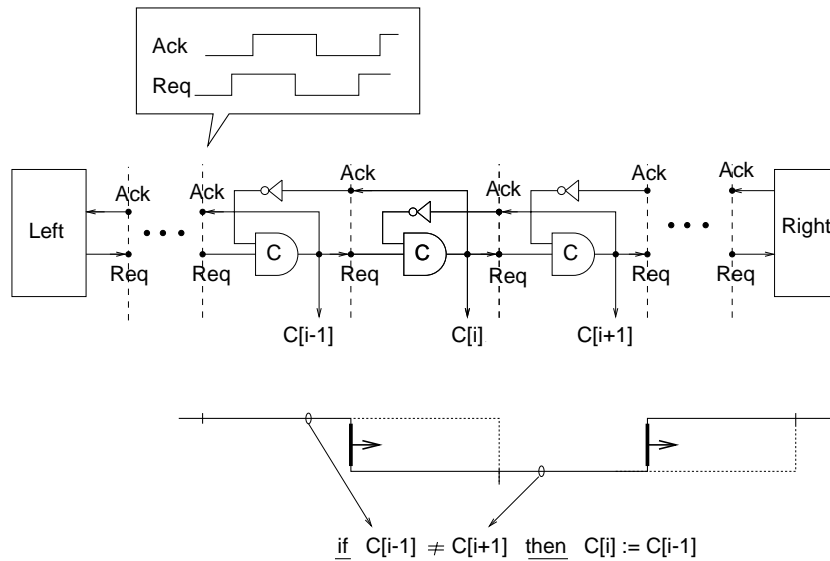 Ack
Req
Ack Ack Ack Ack Ack Ack
Left C C C Right
Req Req Req Req Req Req
C[i-1] C[i] C[i+1]
if C[i-1] ≠ C[i+1] then C[i] := C[i-1]